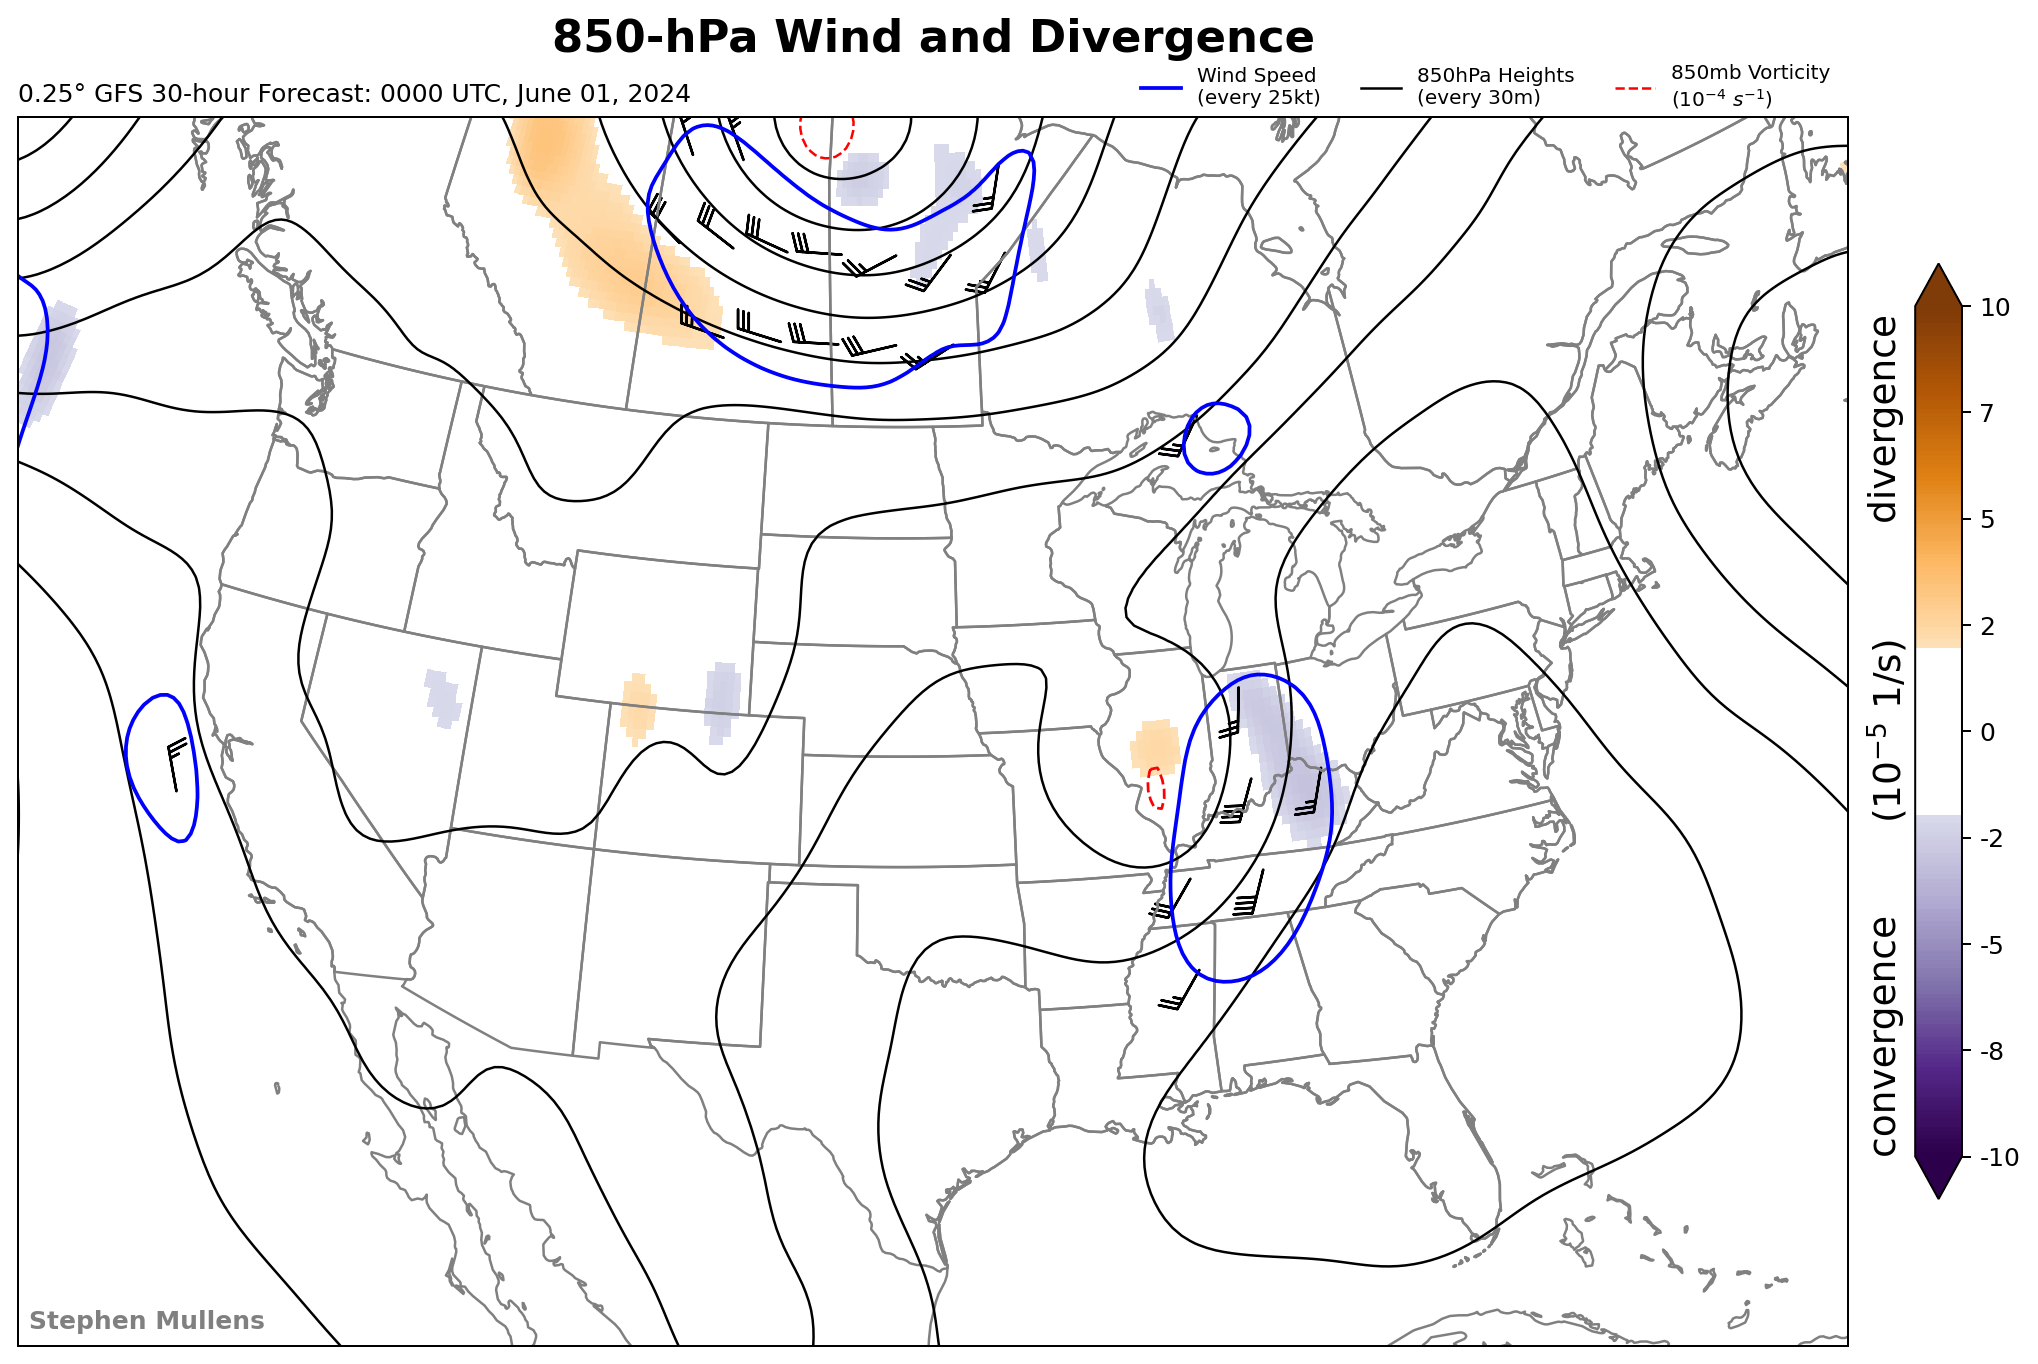 850-hPa Wind and Divergence
0.25° GFS 30-hour Forecast: 0000 UTC, June 01, 2024
Wind Speed
(every 25kt)
850hPa Heights
(every 30m)
850mb Vorticity
(10⁻⁴ s⁻¹)
10
7
5
2
0
-2
-5
-8
-10
divergence
(10⁻⁵ 1/s)
convergence
Stephen Mullens